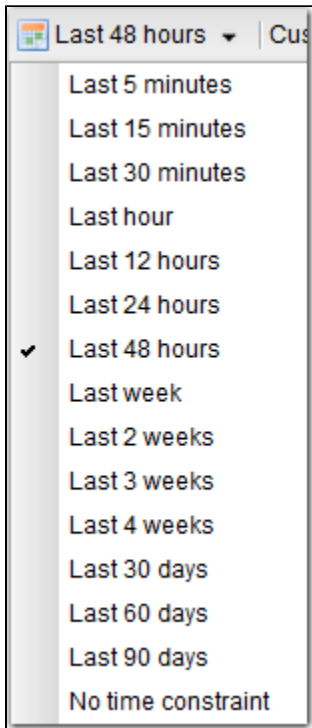 Last 48 hours Cus
Last 5 minutes
Last 15 minutes
Last 30 minutes
Last hour
Last 12 hours
Last 24 hours
Last 48 hours
Last week
Last 2 weeks
Last 3 weeks
Last 4 weeks
Last 30 days
Last 60 days
Last 90 days
No time constraint